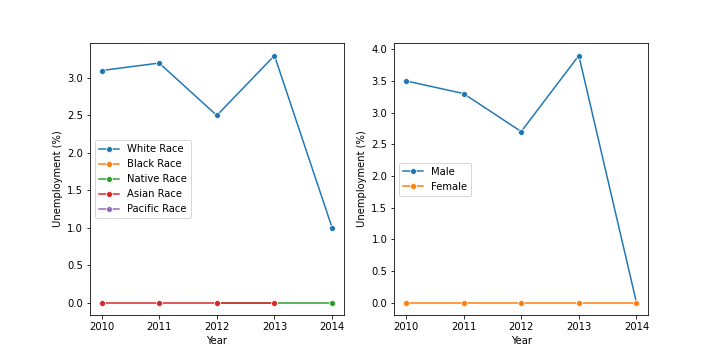 Unemployment (%)
3.0
2.5
2.0
1.5
1.0
0.5
0.0
White Race
Black Race
Native Race
Asian Race
Pacific Race
2010 2011 2012 2013 2014
Year
Unemployment (%)
4.0
3.5
3.0
2.5
2.0
1.5
1.0
0.5
0.0
Male
Female
2010 2011 2012 2013 2014
Year